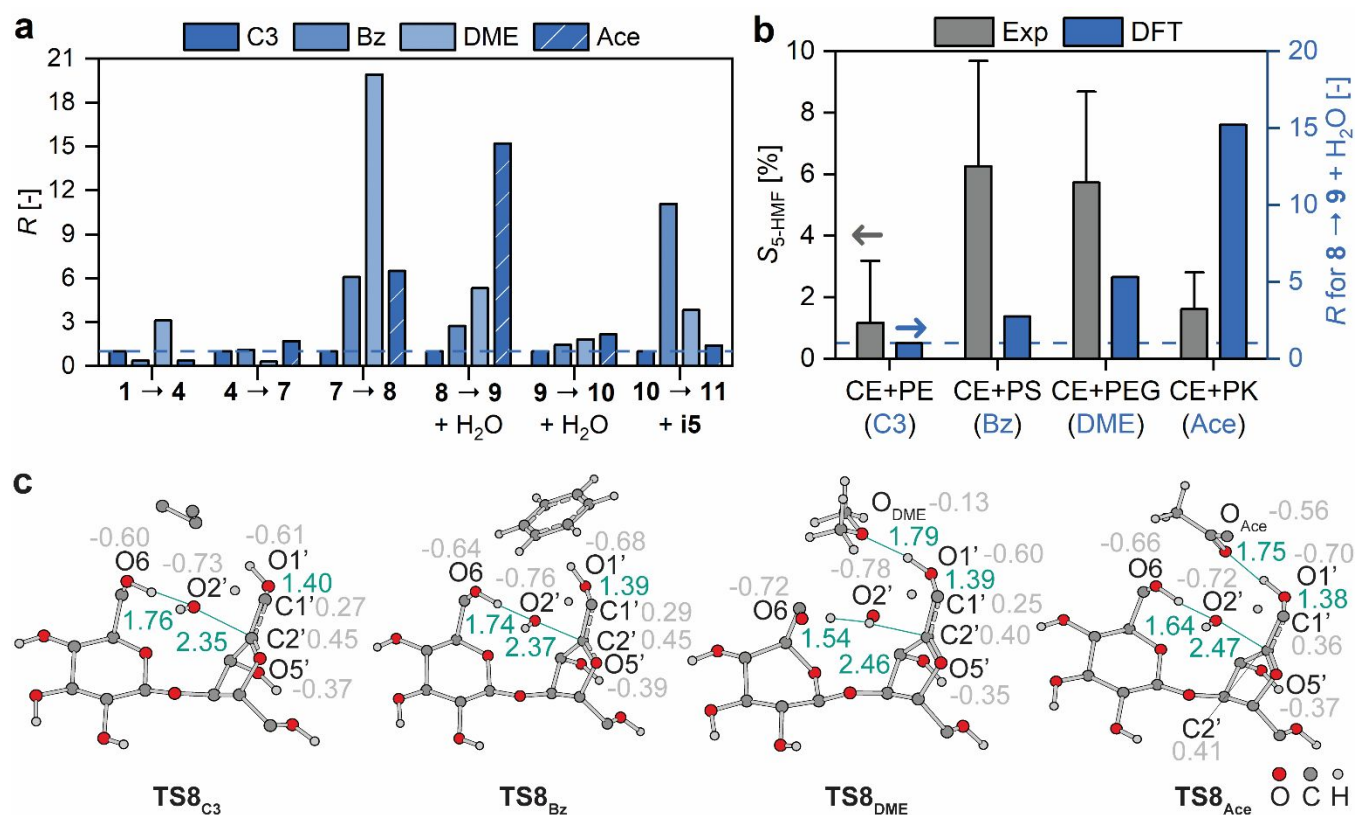 a
C3 Bz DME Ace
R [-]
21
18
15
12
9
6
3
0
1 → 4
4 → 7
7 → 8
8 → 9
+ H₂O
9 → 10
+ H₂O
10 → 11
+ i5
b
Exp DFT
S5-HMF [%]
10
8
6
4
2
0
20
15
10
5
0
R for 8 → 9 + H₂O [-]
CE+PE
(C3)
CE+PS
(Bz)
CE+PEG
(DME)
CE+PK
(Ace)
c
-0.60
-0.61
O6
-0.73
O1'
O2'
1.40
C1'
0.27
1.76
2.35
C2'
0.45
O5'
-0.37
TS8C3
-0.68
-0.64
O6
-0.76
O1'
O2'
1.39
C1'
0.29
1.74
2.37
C2'
0.45
O5'
-0.39
TS8Bz
ODME
-0.13
1.79
O1'
-0.60
-0.72
-0.78
O6
O2'
1.39
C1'
0.25
1.54
C2'
0.40
2.46
O5'
-0.35
TS8DME
OAce
-0.56
-0.66
1.75
-0.70
O6
-0.72
O1'
O2'
1.38
C1'
1.64
0.36
2.47
O5'
-0.37
C2'
0.41
TS8Ace
O C H